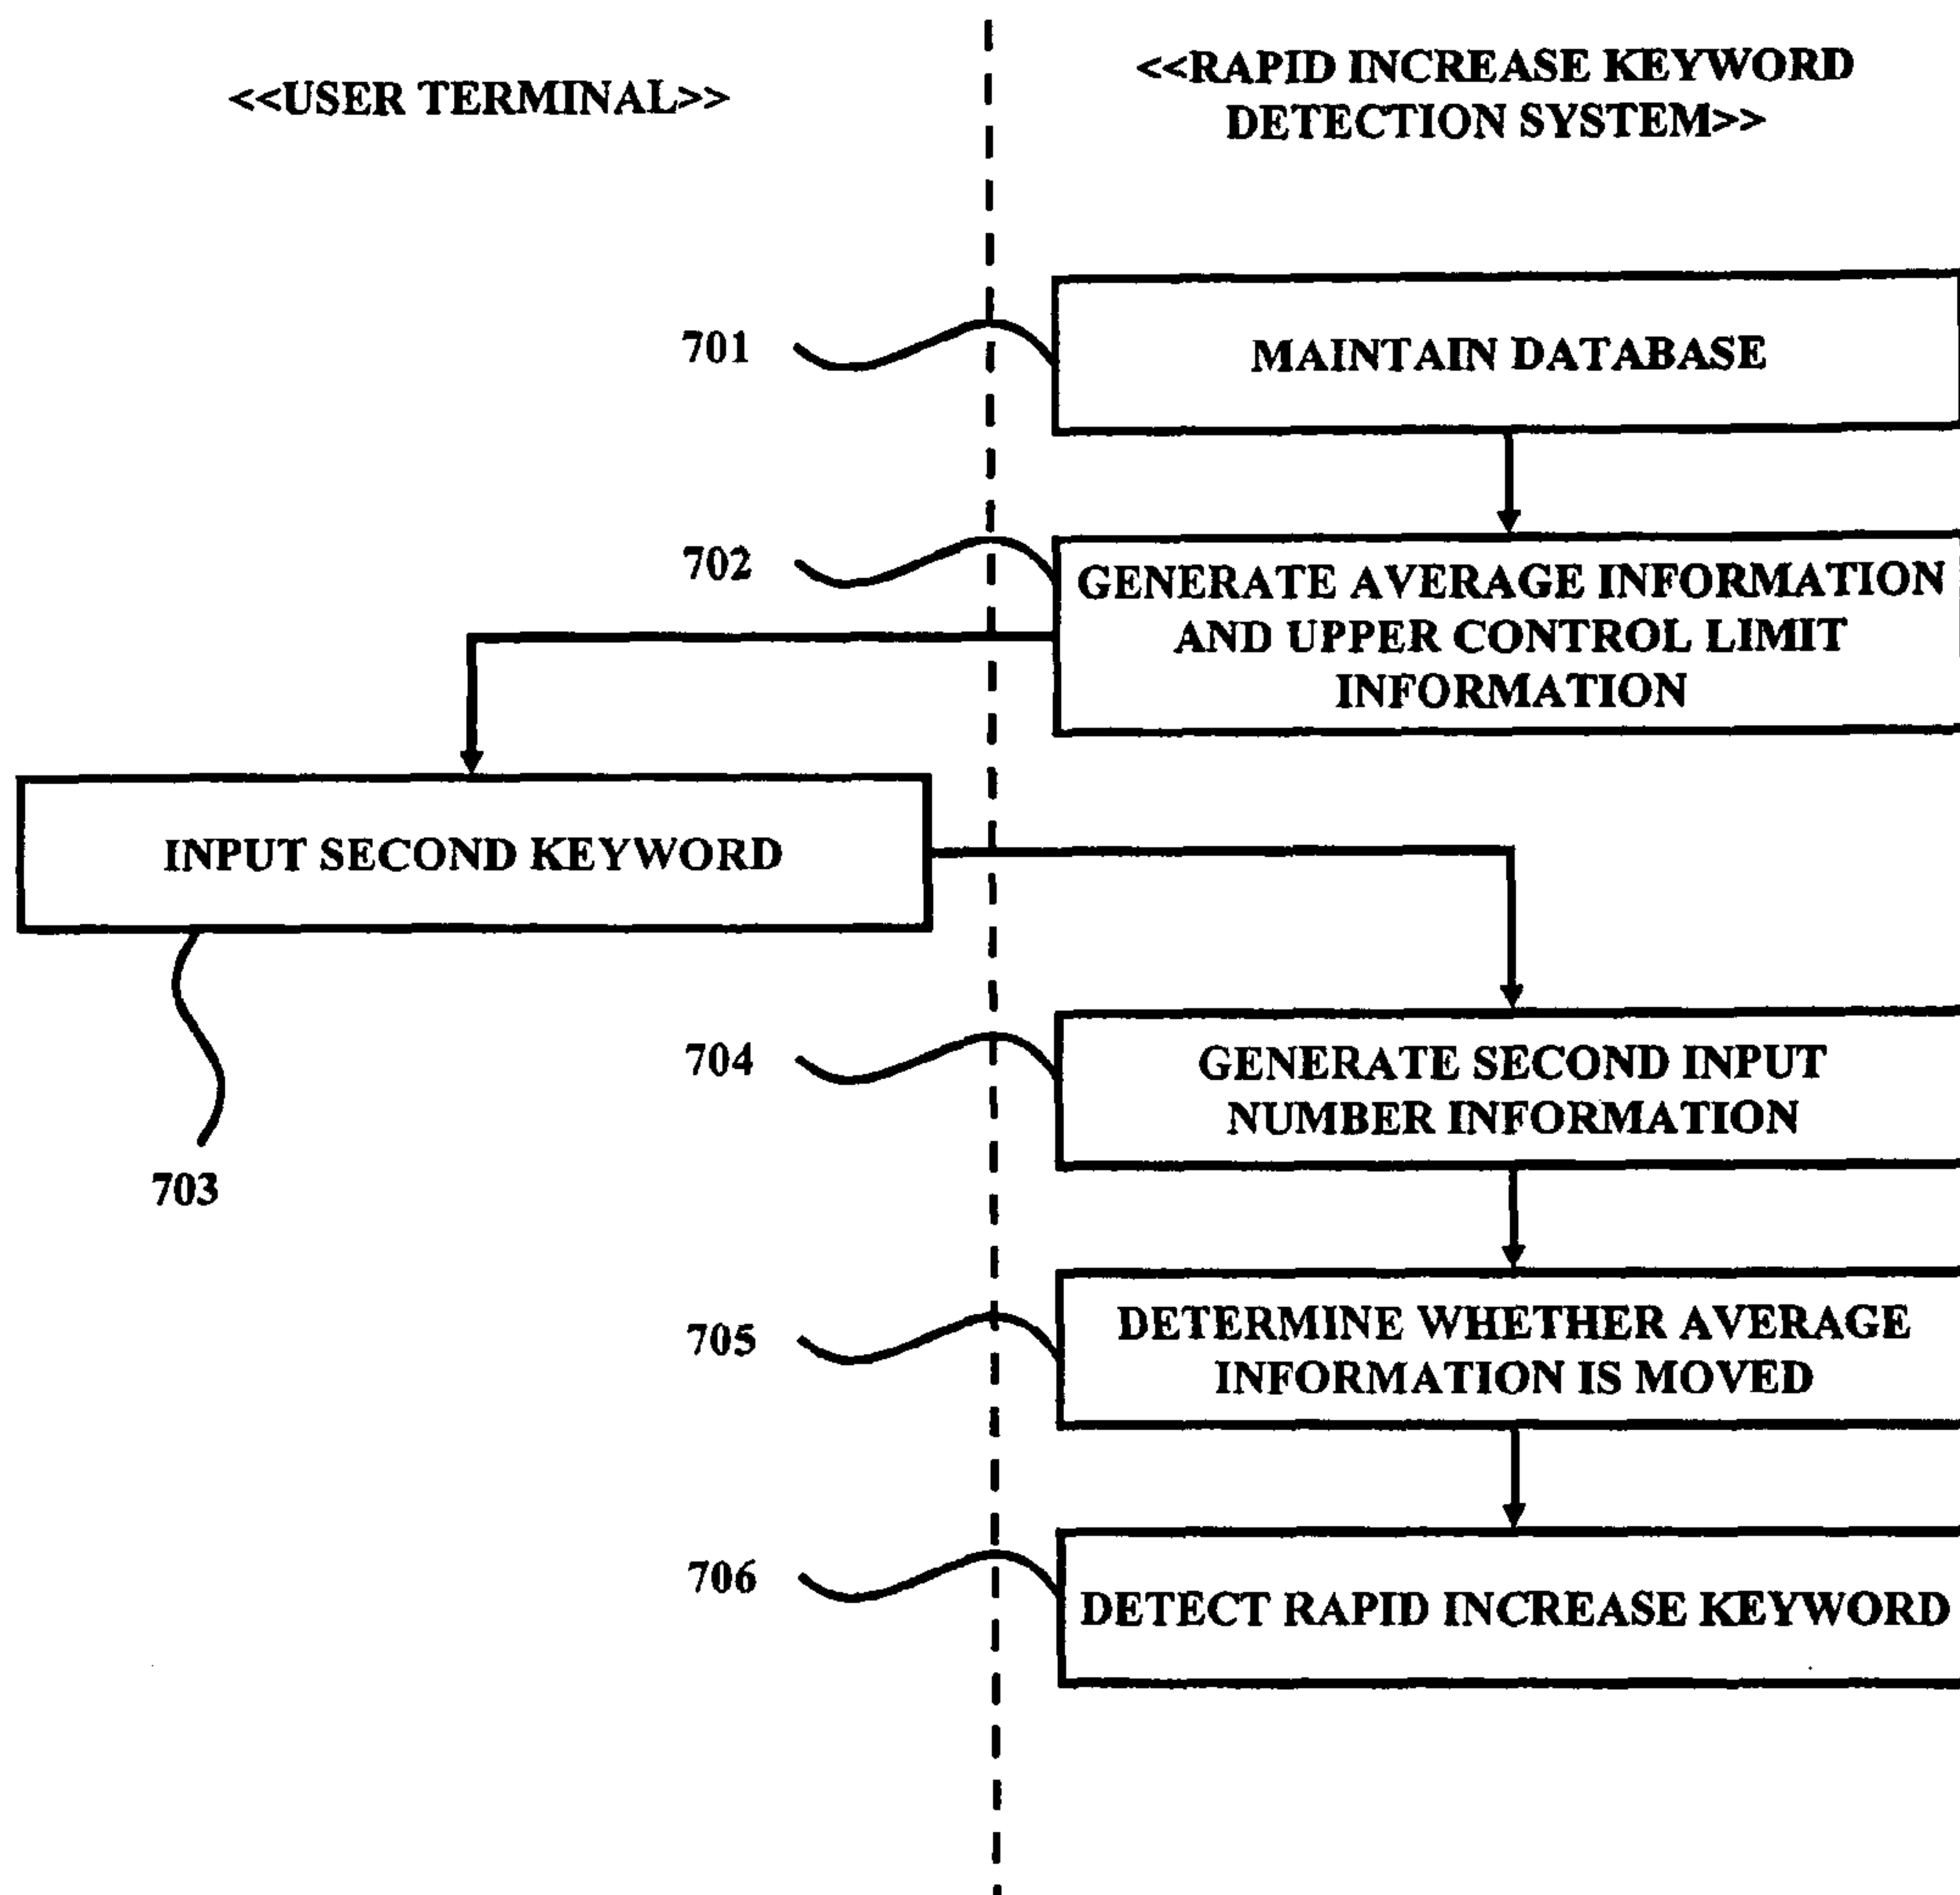 <<USER TERMINAL>>
<<RAPID INCREASE KEYWORD
DETECTION SYSTEM>>
701
MAINTAIN DATABASE
702
GENERATE AVERAGE INFORMATION
AND UPPER CONTROL LIMIT
INFORMATION
INPUT SECOND KEYWORD
703
704
GENERATE SECOND INPUT
NUMBER INFORMATION
705
DETERMINE WHETHER AVERAGE
INFORMATION IS MOVED
706
DETECT RAPID INCREASE KEYWORD